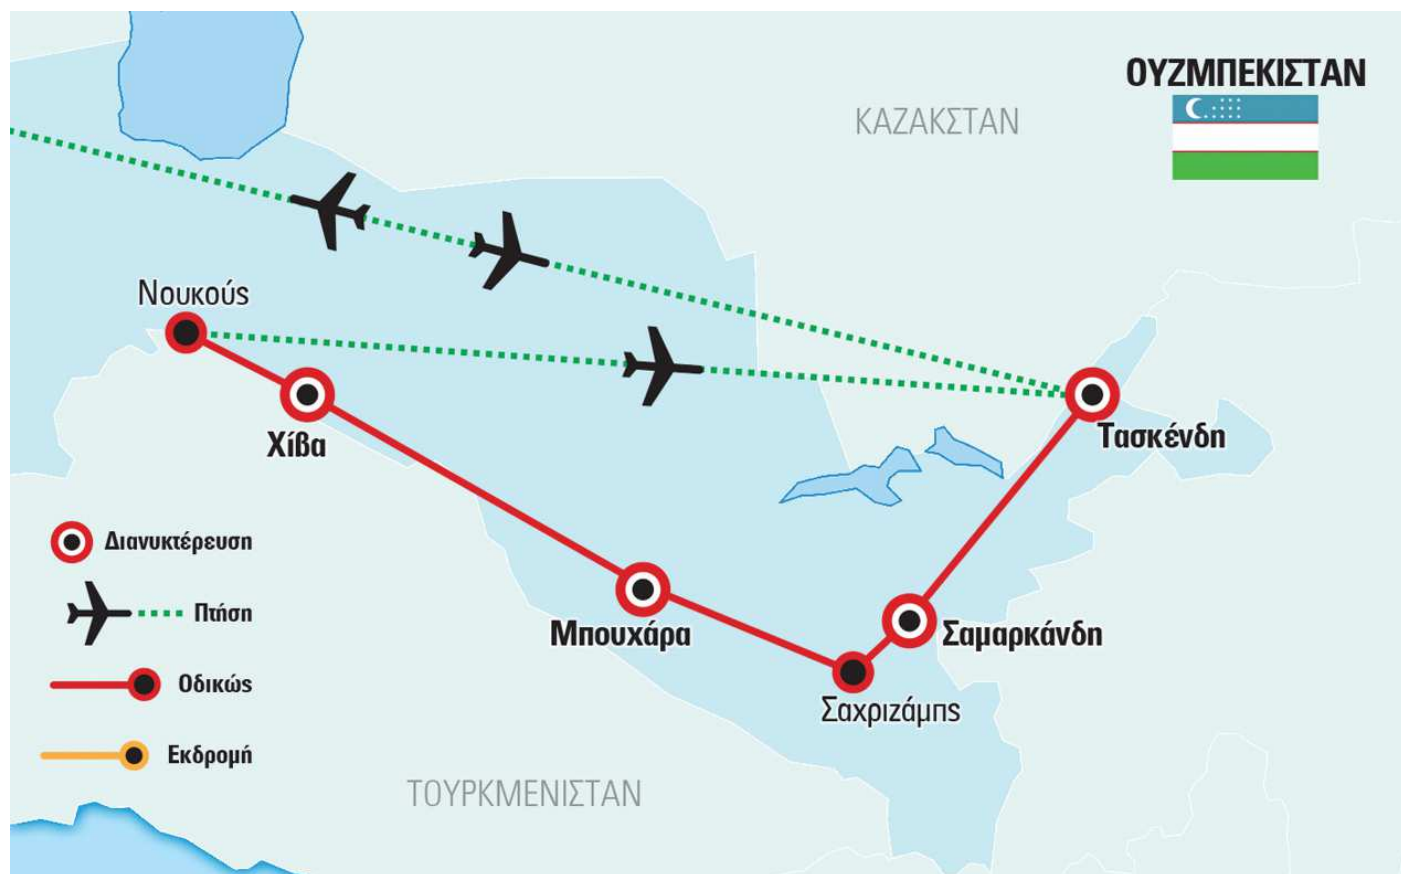 ΟΥΖΜΠΕΚΙΣΤΑΝ
ΚΑΖΑΚΣΤΑΝ
Νουκούς
Χίβα
Τασκένδη
Διανυκτέρευση
Πτήση
Μπουχάρα
Σαμαρκάνδη
Οδικώς
Σαχριζάμπς
Εκδρομή
ΤΟΥΡΚΜΕΝΙΣΤΑΝ